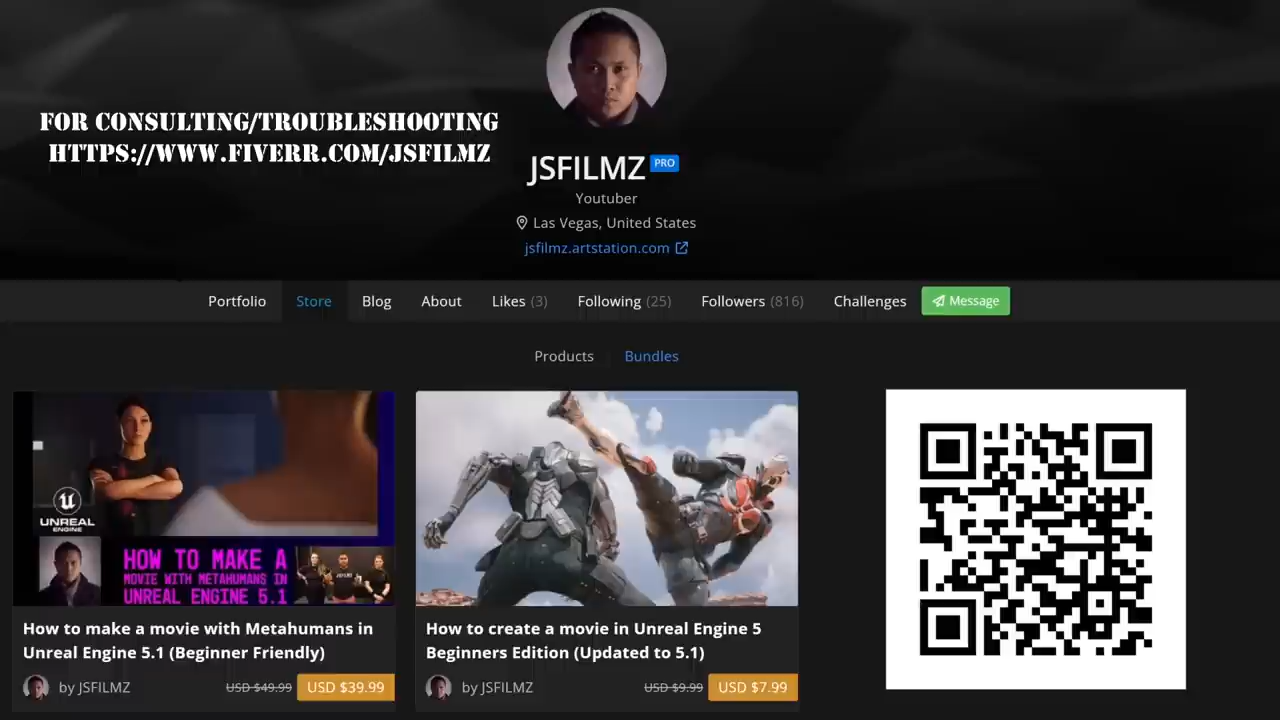 FOR CONSULTING/TROUBLESHOOTING
HTTPS://WWW.FIVERR.COM/JSFILMZ
JSFILMZ PRO
Youtuber
Las Vegas, United States
jsfilmz.artstation.com
Portfolio Store Blog About Likes (3) Following (25) Followers (816) Challenges Message
Products Bundles
UNREAL
ENGINE
HOW TO MAKE A
MOVIE WITH METAHUMANS IN
UNREAL ENGINE 5.1
How to make a movie with Metahumans in
Unreal Engine 5.1 (Beginner Friendly)
by JSFILMZ USD $49.99 USD $39.99
How to create a movie in Unreal Engine 5
Beginners Edition (Updated to 5.1)
by JSFILMZ USD $9.99 USD $7.99